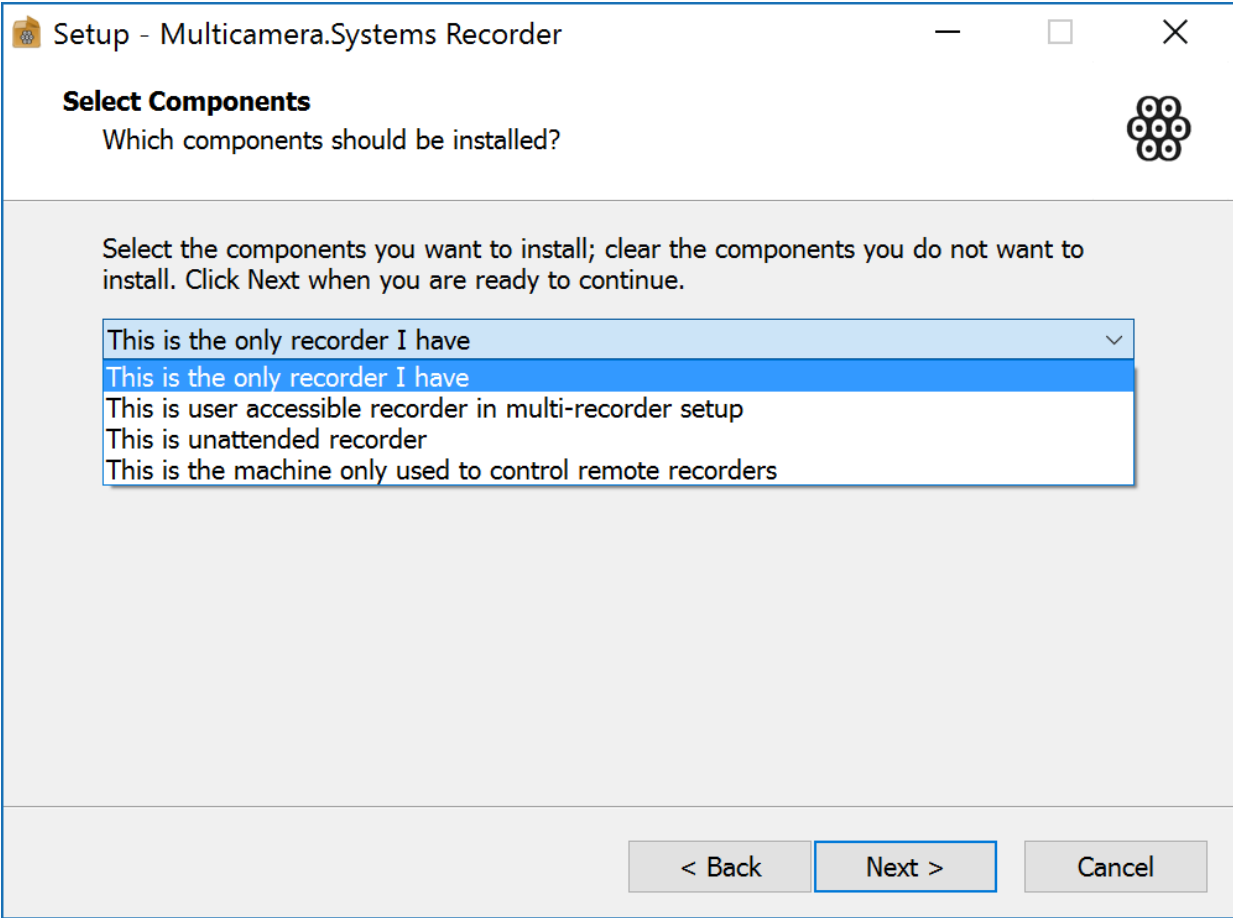 Setup - Multicamera.Systems Recorder
Select Components
Which components should be installed?
Select the components you want to install; clear the components you do not want to
install. Click Next when you are ready to continue.
This is the only recorder I have
This is the only recorder I have
This is user accessible recorder in multi-recorder setup
This is unattended recorder
This is the machine only used to control remote recorders
< Back
Next >
Cancel